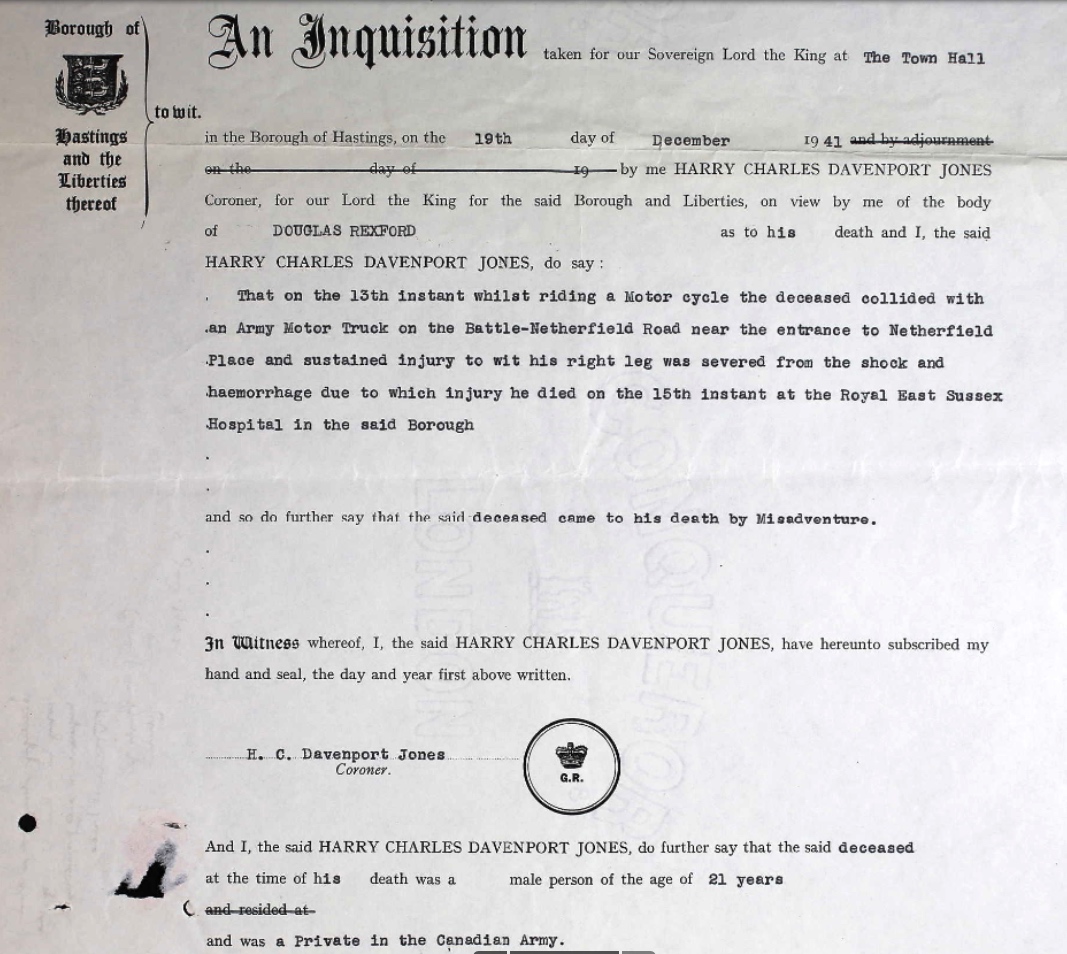 Borough of
Hastings
and the
Liberties
thereof
to wit.
An Inquisition taken for our Sovereign Lord the King at The Town Hall
in the Borough of Hastings, on the 19th day of December 1941 and by adjournment
on the day of 19 by me HARRY CHARLES DAVENPORT JONES
Coroner, for our Lord the King for the said Borough and Liberties, on view by me of the body
of DOUGLAS REXFORD as to his death and I, the said
HARRY CHARLES DAVENPORT JONES, do say :
. That on the 13th instant whilst riding a Motor cycle the deceased collided with
.an Army Motor Truck on the Battle-Netherfield Road near the entrance to Netherfield
.Place and sustained injury to wit his right leg was severed from the shock and
.haemorrhage due to which injury he died on the 15th instant at the Royal East Sussex
.Hospital in the said Borough
.
.
and so do further say that the said deceased came to his death by Misadventure.
.
.
.
In Witness whereof, I, the said HARRY CHARLES DAVENPORT JONES, have hereunto subscribed my
hand and seal, the day and year first above written.
H. C. Davenport Jones
Coroner.
G.R.
And I, the said HARRY CHARLES DAVENPORT JONES, do further say that the said deceased
at the time of his death was a male person of the age of 21 years
and resided at
and was a Private in the Canadian Army.
CONQUEROR
LONDON